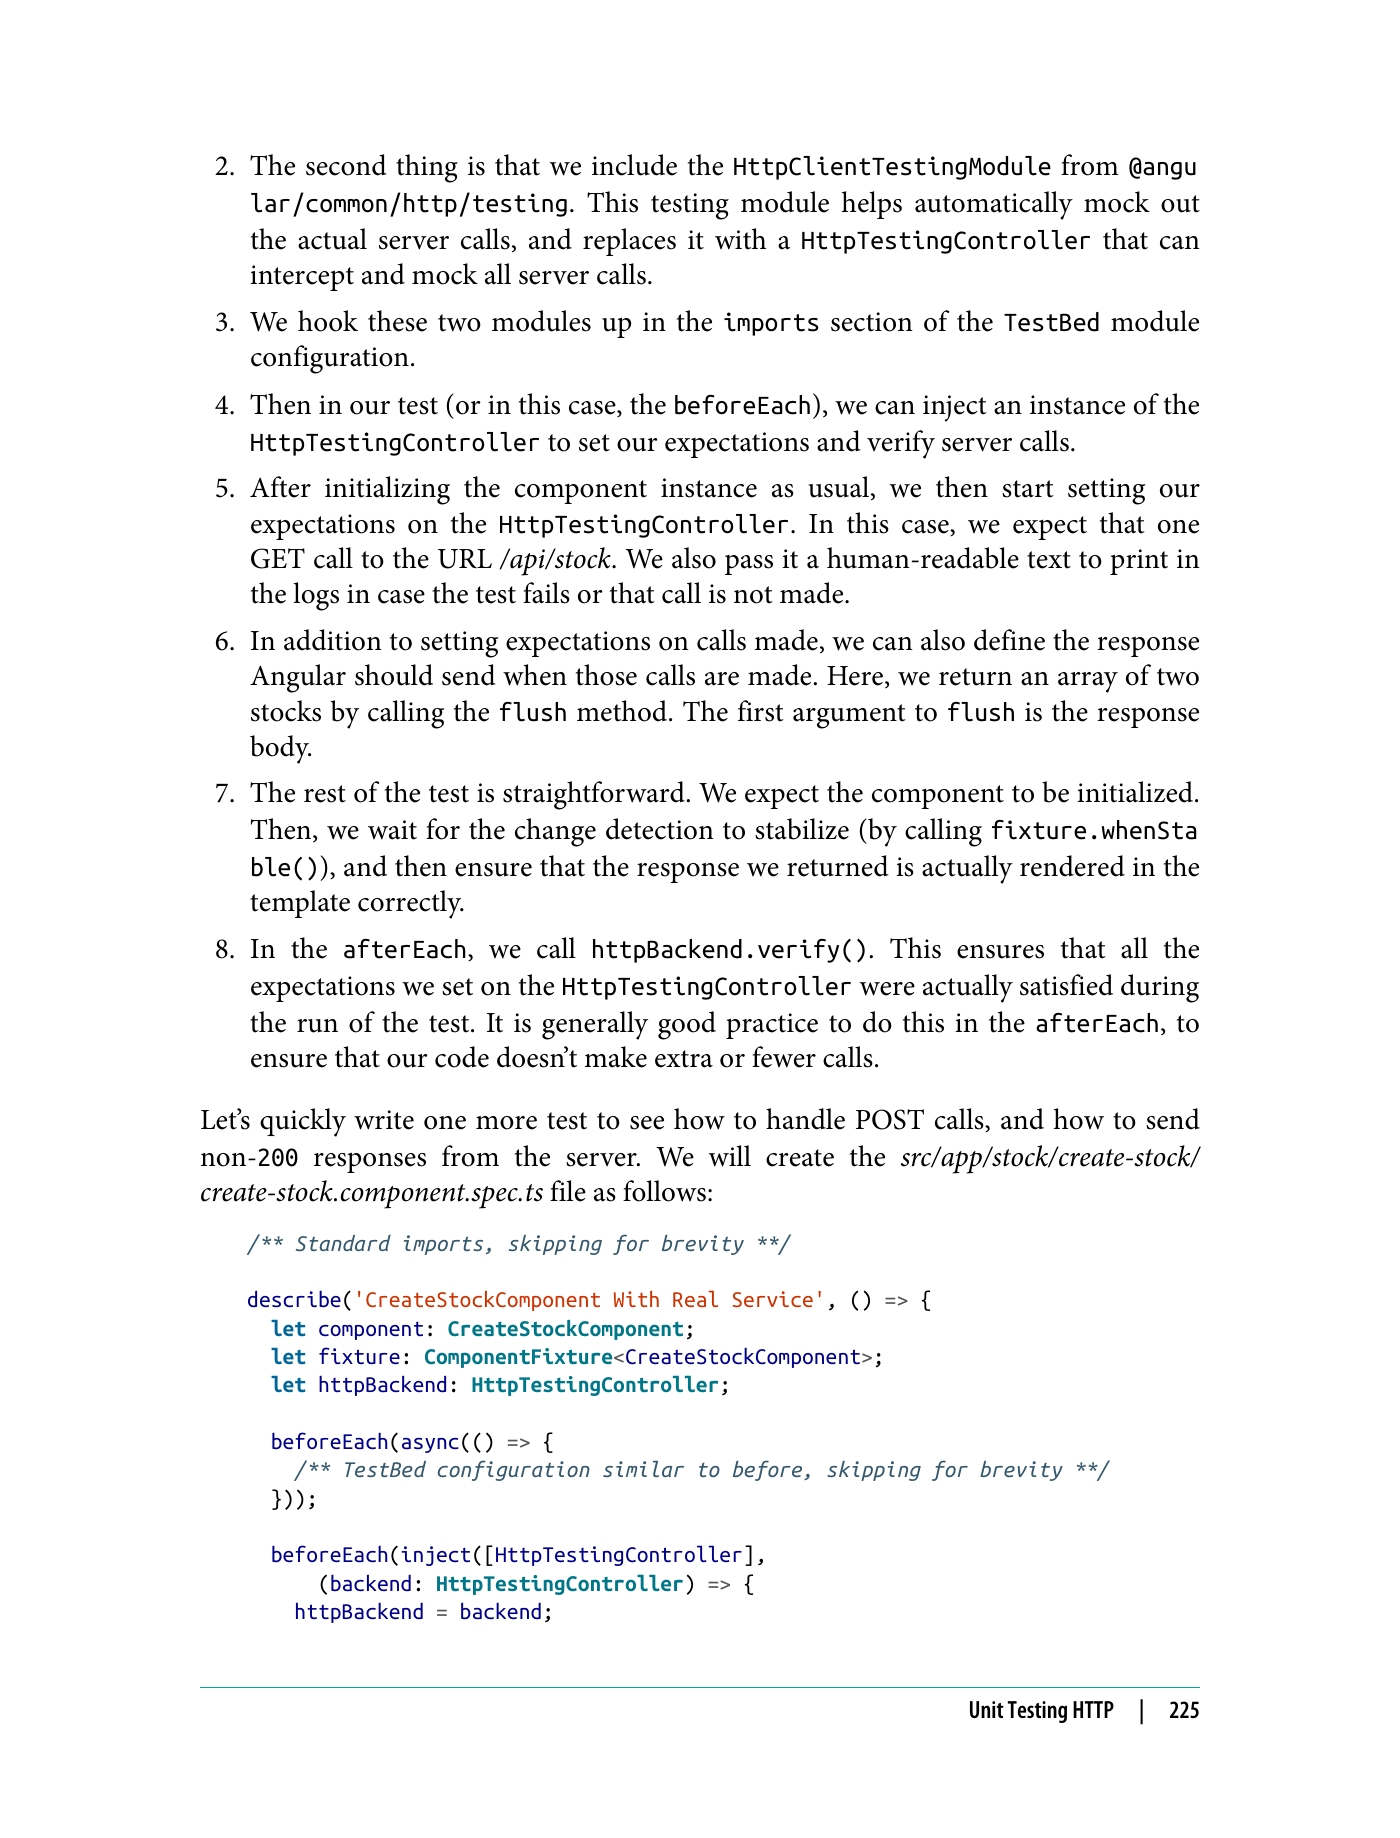 2. The second thing is that we include the HttpClientTestingModule from @angu
lar/common/http/testing. This testing module helps automatically mock out
the actual server calls, and replaces it with a HttpTestingController that can
intercept and mock all server calls.
3. We hook these two modules up in the imports section of the TestBed module
configuration.
4. Then in our test (or in this case, the beforeEach), we can inject an instance of the
HttpTestingController to set our expectations and verify server calls.
5. After initializing the component instance as usual, we then start setting our
expectations on the HttpTestingController. In this case, we expect that one
GET call to the URL /api/stock. We also pass it a human-readable text to print in
the logs in case the test fails or that call is not made.
6. In addition to setting expectations on calls made, we can also define the response
Angular should send when those calls are made. Here, we return an array of two
stocks by calling the flush method. The first argument to flush is the response
body.
7. The rest of the test is straightforward. We expect the component to be initialized.
Then, we wait for the change detection to stabilize (by calling fixture.whenSta
ble()), and then ensure that the response we returned is actually rendered in the
template correctly.
8. In the afterEach, we call httpBackend.verify(). This ensures that all the
expectations we set on the HttpTestingController were actually satisfied during
the run of the test. It is generally good practice to do this in the afterEach, to
ensure that our code doesn’t make extra or fewer calls.
Let’s quickly write one more test to see how to handle POST calls, and how to send
non-200 responses from the server. We will create the src/app/stock/create-stock/
create-stock.component.spec.ts file as follows:
/** Standard imports, skipping for brevity **/
describe('CreateStockComponent With Real Service', () => {
let component: CreateStockComponent;
let fixture: ComponentFixture<CreateStockComponent>;
let httpBackend: HttpTestingController;
beforeEach(async(() => {
/** TestBed configuration similar to before, skipping for brevity **/
}));
beforeEach(inject([HttpTestingController],
(backend: HttpTestingController) => {
httpBackend = backend;
Unit Testing HTTP | 225